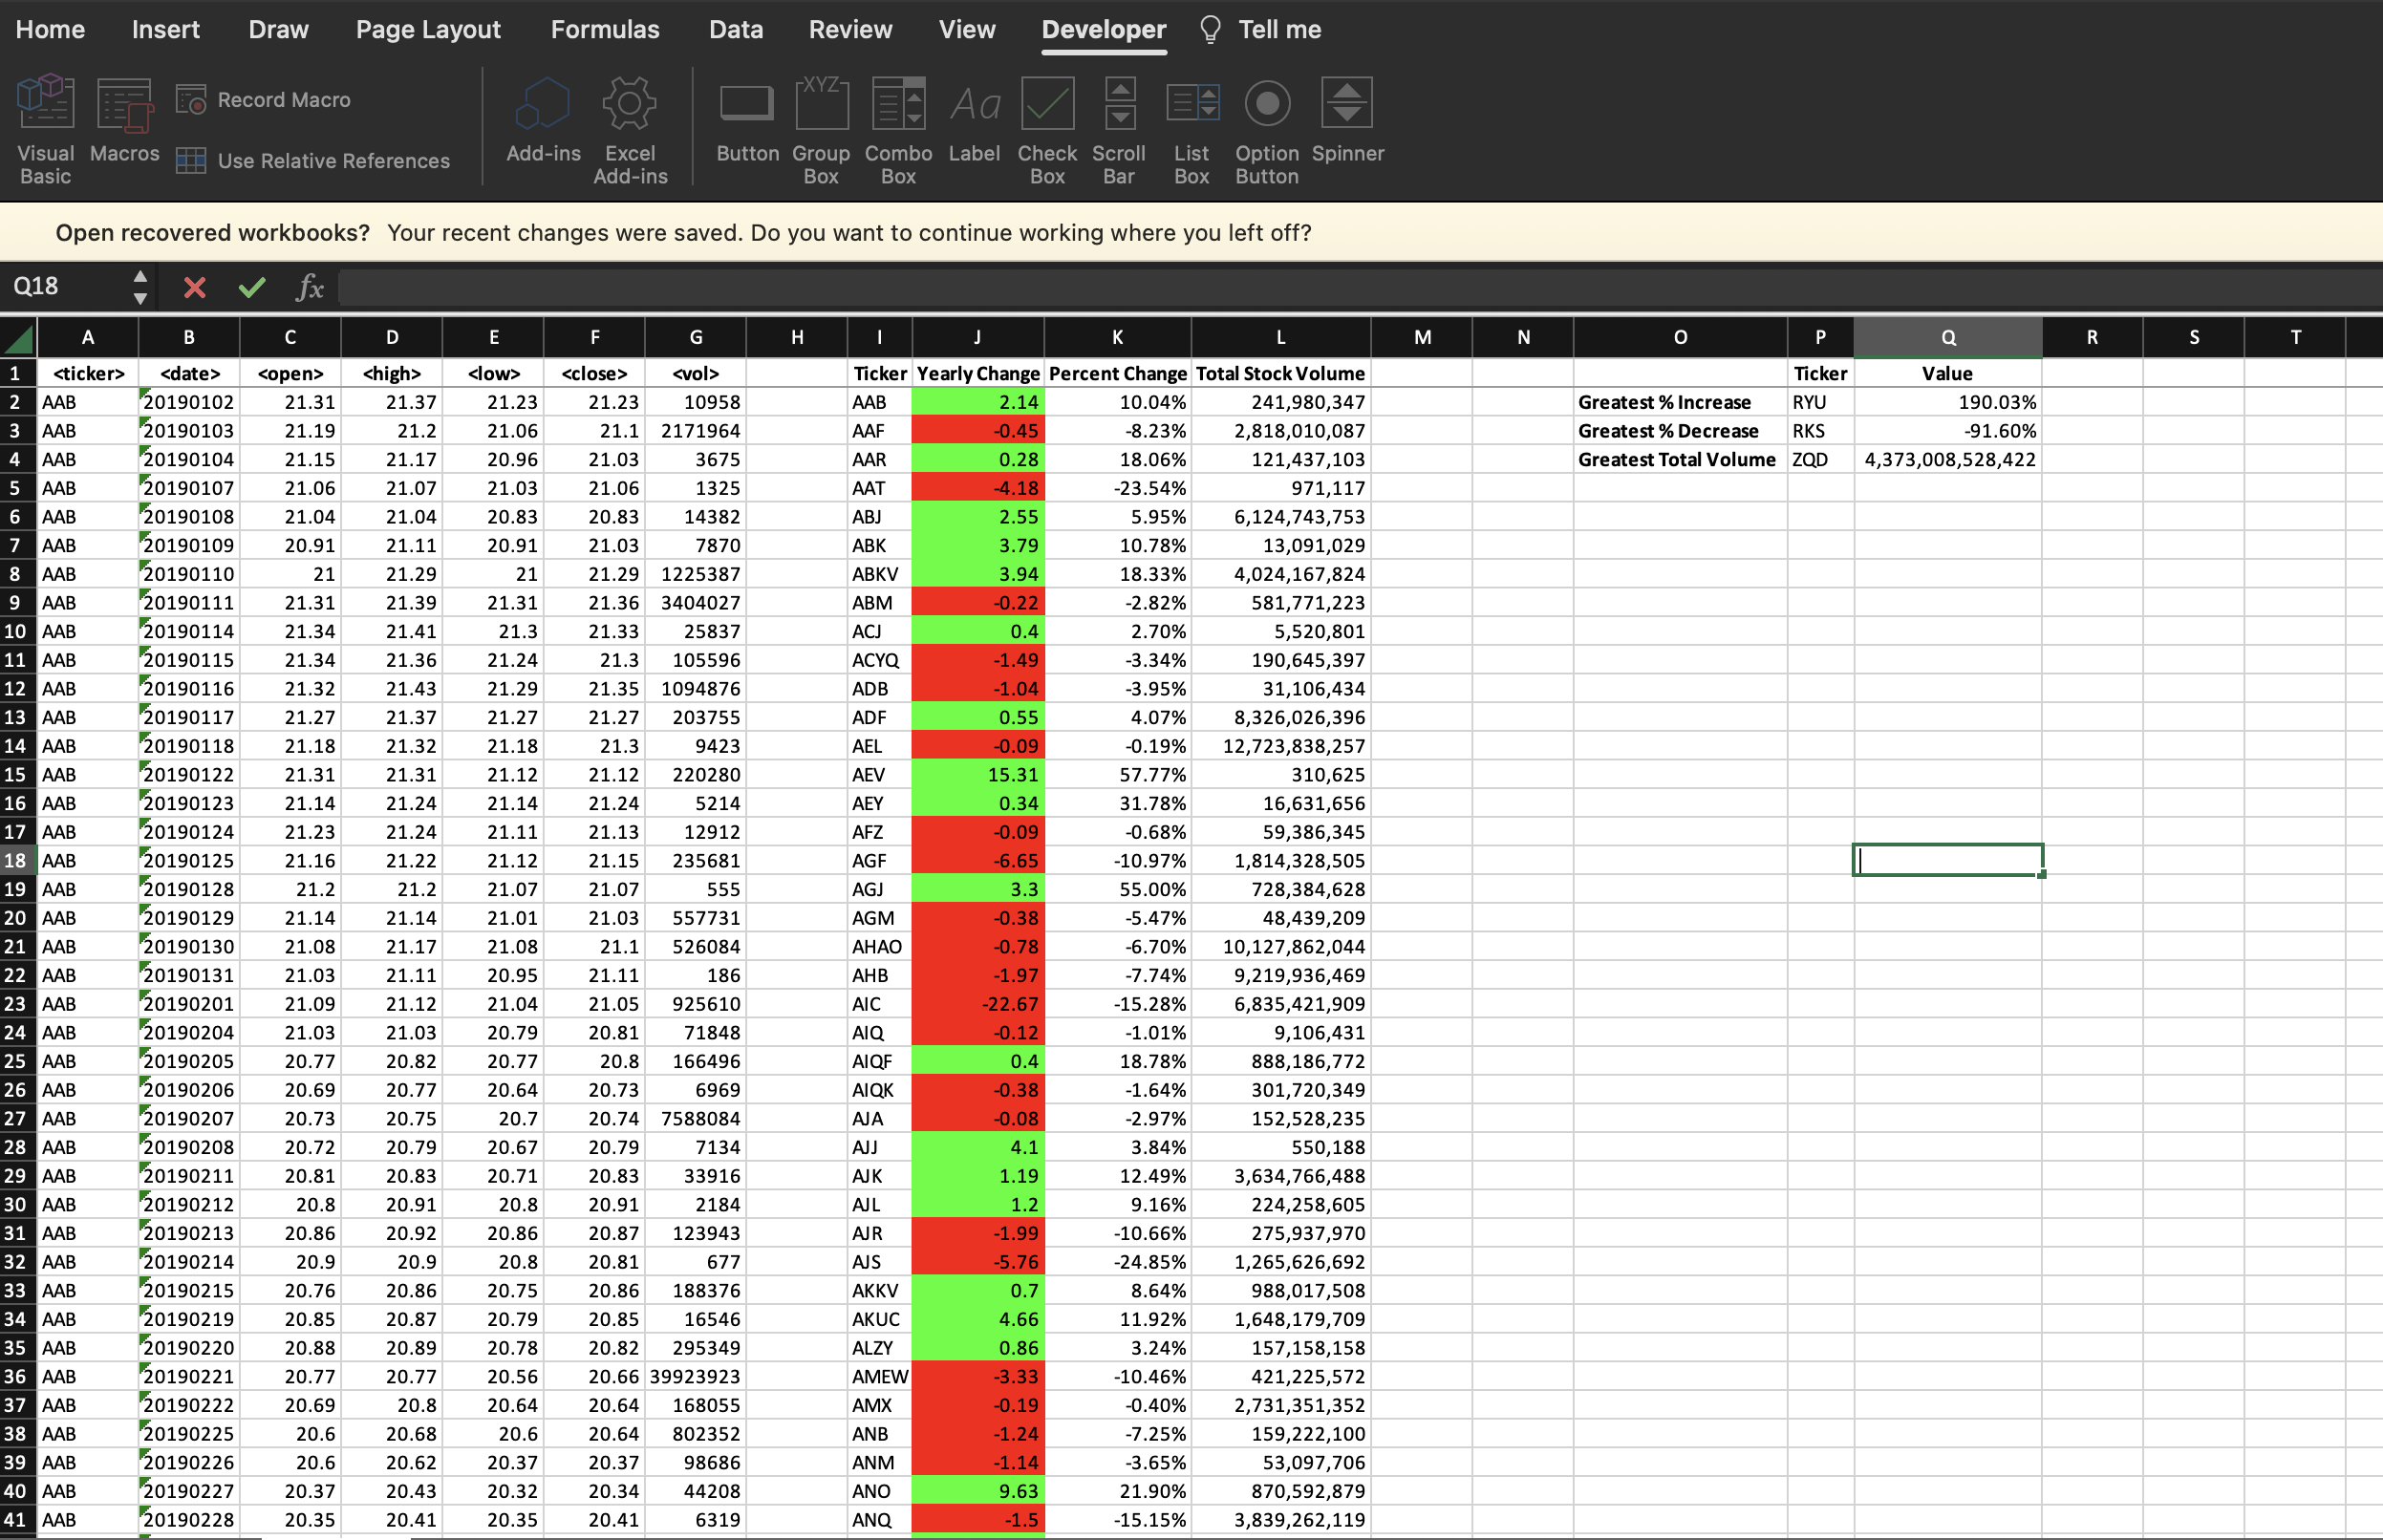 Home Insert Draw Page Layout Formulas Data Review View Developer Tell me
Visual Basic Macros Record Macro Use Relative References Add-ins Excel Add-ins Button Group Box XYZ Combo Box Aa Label Check Box Scroll Bar List Box Option Button Spinner
Open recovered workbooks? Your recent changes were saved. Do you want to continue working where you left off?
Q18 fx
A B C D E F G H I J K L M N O P Q R S T
1 <ticker> <date> <open> <high> <low> <close> <vol> Ticker Yearly Change Percent Change Total Stock Volume Ticker Value
2 AAB 20190102 21.31 21.37 21.23 21.23 10958 AAB 2.14 10.04% 241,980,347 Greatest % Increase RYU 190.03%
3 AAB 20190103 21.19 21.2 21.06 21.1 2171964 AAF -0.45 -8.23% 2,818,010,087 Greatest % Decrease RKS -91.60%
4 AAB 20190104 21.15 21.17 20.96 21.03 3675 AAR 0.28 18.06% 121,437,103 Greatest Total Volume ZQD 4,373,008,528,422
5 AAB 20190107 21.06 21.07 21.03 21.06 1325 AAT -4.18 -23.54% 971,117
6 AAB 20190108 21.04 21.04 20.83 20.83 14382 ABJ 2.55 5.95% 6,124,743,753
7 AAB 20190109 20.91 21.11 20.91 21.03 7870 ABK 3.79 10.78% 13,091,029
8 AAB 20190110 21 21.29 21 21.29 1225387 ABKV 3.94 18.33% 4,024,167,824
9 AAB 20190111 21.31 21.39 21.31 21.36 3404027 ABM -0.22 -2.82% 581,771,223
10 AAB 20190114 21.34 21.41 21.3 21.33 25837 ACJ 0.4 2.70% 5,520,801
11 AAB 20190115 21.34 21.36 21.24 21.3 105596 ACYQ -1.49 -3.34% 190,645,397
12 AAB 20190116 21.32 21.43 21.29 21.35 1094876 ADB -1.04 -3.95% 31,106,434
13 AAB 20190117 21.27 21.37 21.27 21.27 203755 ADF 0.55 4.07% 8,326,026,396
14 AAB 20190118 21.18 21.32 21.18 21.3 9423 AEL -0.09 -0.19% 12,723,838,257
15 AAB 20190122 21.31 21.31 21.12 21.12 220280 AEV 15.31 57.77% 310,625
16 AAB 20190123 21.14 21.24 21.14 21.24 5214 AEY 0.34 31.78% 16,631,656
17 AAB 20190124 21.23 21.24 21.11 21.13 12912 AFZ -0.09 -0.68% 59,386,345
18 AAB 20190125 21.16 21.22 21.12 21.15 235681 AGF -6.65 -10.97% 1,814,328,505
19 AAB 20190128 21.2 21.2 21.07 21.07 555 AGJ 3.3 55.00% 728,384,628
20 AAB 20190129 21.14 21.14 21.01 21.03 557731 AGM -0.38 -5.47% 48,439,209
21 AAB 20190130 21.08 21.17 21.08 21.1 526084 AHAO -0.78 -6.70% 10,127,862,044
22 AAB 20190131 21.03 21.11 20.95 21.11 186 AHB -1.97 -7.74% 9,219,936,469
23 AAB 20190201 21.09 21.12 21.04 21.05 925610 AIC -22.67 -15.28% 6,835,421,909
24 AAB 20190204 21.03 21.03 20.79 20.81 71848 AIQ -0.12 -1.01% 9,106,431
25 AAB 20190205 20.77 20.82 20.77 20.8 166496 AIQF 0.4 18.78% 888,186,772
26 AAB 20190206 20.69 20.77 20.64 20.73 6969 AIQK -0.38 -1.64% 301,720,349
27 AAB 20190207 20.73 20.75 20.7 20.74 7588084 AJA -0.08 -2.97% 152,528,235
28 AAB 20190208 20.72 20.79 20.67 20.79 7134 AJJ 4.1 3.84% 550,188
29 AAB 20190211 20.81 20.83 20.71 20.83 33916 AJK 1.19 12.49% 3,634,766,488
30 AAB 20190212 20.8 20.91 20.8 20.91 2184 AJL 1.2 9.16% 224,258,605
31 AAB 20190213 20.86 20.92 20.86 20.87 123943 AJR -1.99 -10.66% 275,937,970
32 AAB 20190214 20.9 20.9 20.8 20.81 677 AJS -5.76 -24.85% 1,265,626,692
33 AAB 20190215 20.76 20.86 20.75 20.86 188376 AKKV 0.7 8.64% 988,017,508
34 AAB 20190219 20.85 20.87 20.79 20.85 16546 AKUC 4.66 11.92% 1,648,179,709
35 AAB 20190220 20.88 20.89 20.78 20.82 295349 ALZY 0.86 3.24% 157,158,158
36 AAB 20190221 20.77 20.77 20.56 20.66 39923923 AMEW -3.33 -10.46% 421,225,572
37 AAB 20190222 20.69 20.8 20.64 20.64 168055 AMX -0.19 -0.40% 2,731,351,352
38 AAB 20190225 20.6 20.68 20.6 20.64 802352 ANB -1.24 -7.25% 159,222,100
39 AAB 20190226 20.6 20.62 20.37 20.37 98686 ANM -1.14 -3.65% 53,097,706
40 AAB 20190227 20.37 20.43 20.32 20.34 44208 ANO 9.63 21.90% 870,592,879
41 AAB 20190228 20.35 20.41 20.35 20.41 6319 ANQ -1.5 -15.15% 3,839,262,119